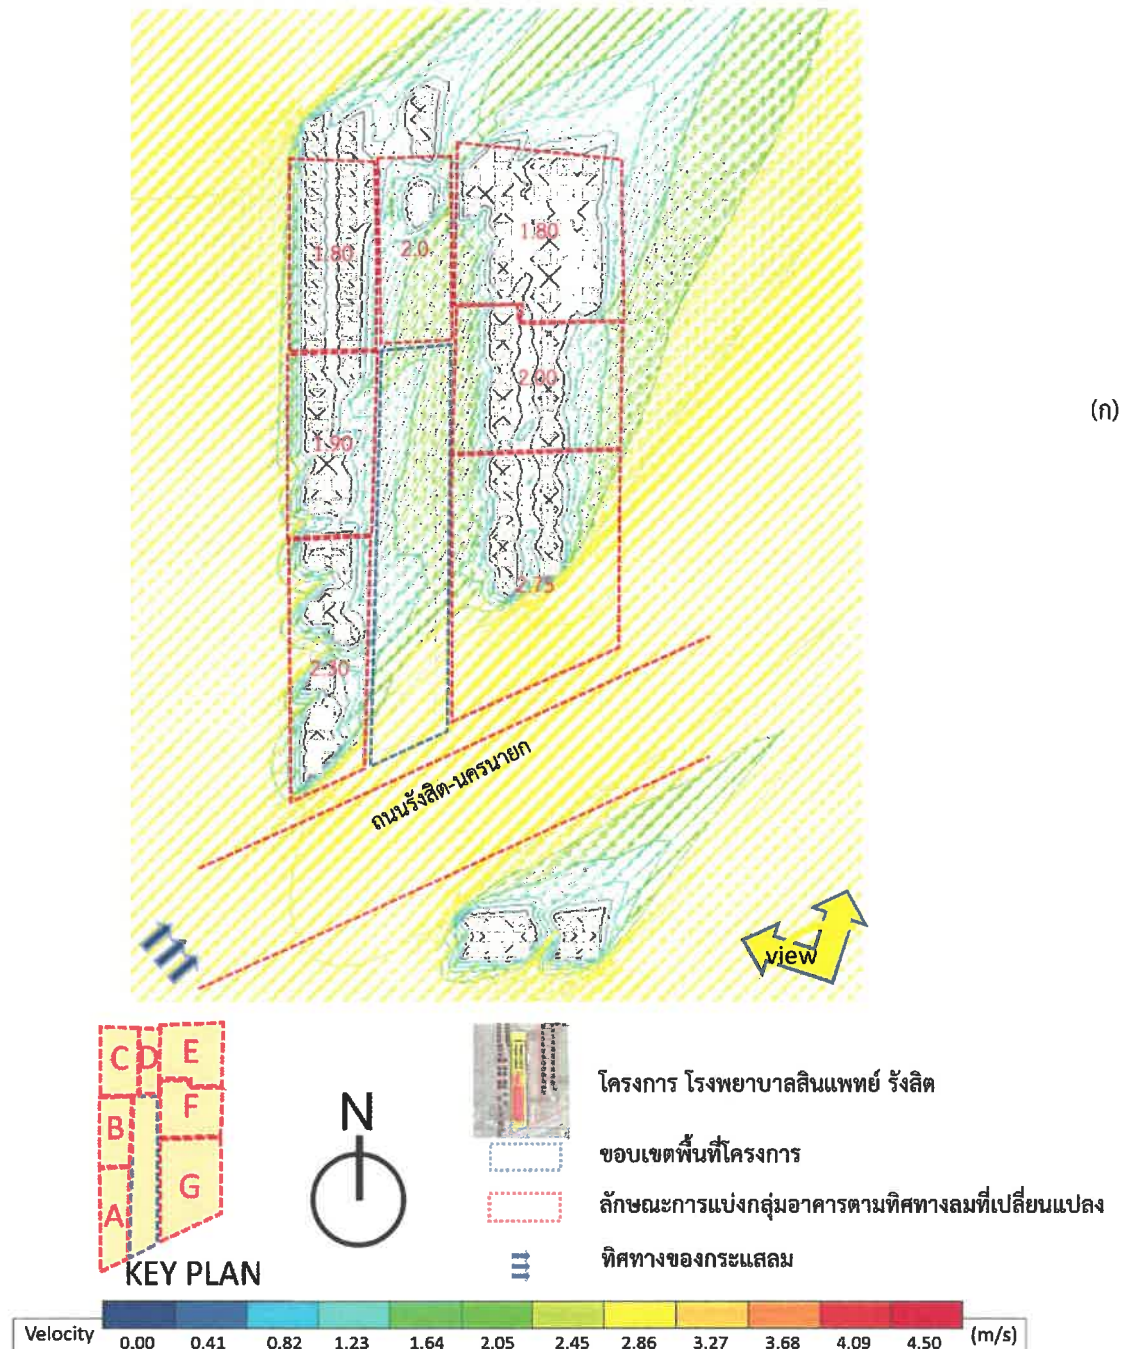 1.80
2.0
1.80
2.00
1.90
2.75
2.30
(ก)
ถนนรังสิต-นครนายก
view
C D E
B F
A G
KEY PLAN
N
โครงการ โรงพยาบาลสินแพทย์ รังสิต
ขอบเขตพื้นที่โครงการ
ลักษณะการแบ่งกลุ่มอาคารตามทิศทางลมที่เปลี่ยนแปลง
ทิศทางของกระแสลม
Velocity 0.00 0.41 0.82 1.23 1.64 2.05 2.45 2.86 3.27 3.68 4.09 4.50 (m/s)